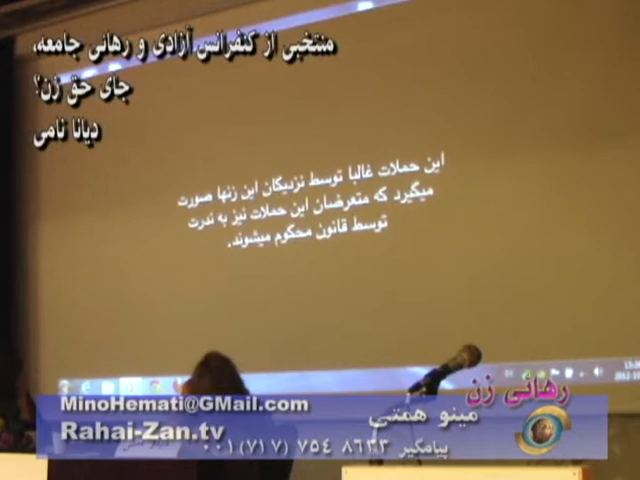 منتخبی از کنفرانس آزادی و رهائی جامعه،
جای حق زن؟
دیانا نامی
این حملات غالبا توسط نزدیکان این زنها صورت
میگیرد که متعرضان این حملات نیز به ندرت
توسط قانون محکوم میشوند.
رهائی زن
MinoHemati@GMail.com
مینو همتی
Rahai-Zan.tv
پیامگیر ۸۶۳۳ ۷۵۴ (۷۱۷) ۰۰۱